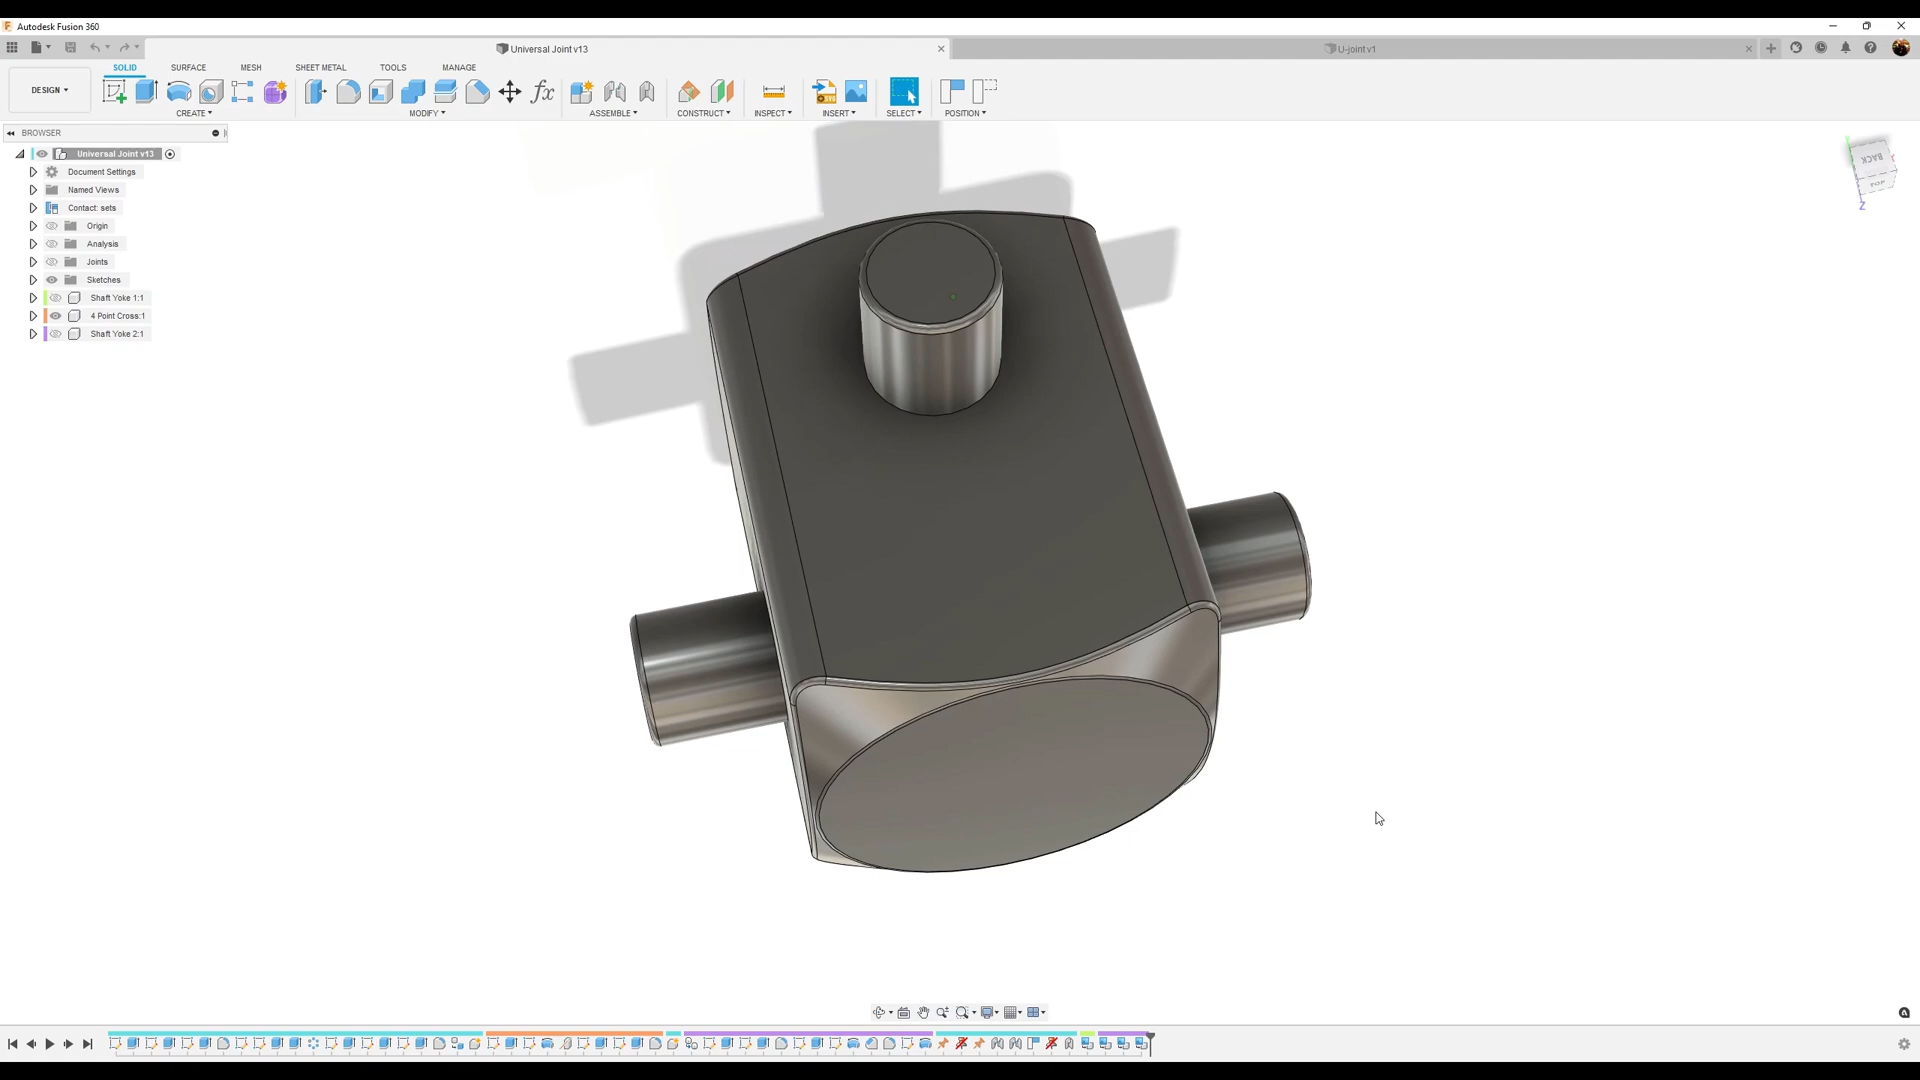 Autodesk Fusion 360
Universal Joint v13
U-joint v1
DESIGN
SOLID
SURFACE
MESH
SHEET METAL
TOOLS
MANAGE
CREATE
MODIFY
ASSEMBLE
CONSTRUCT
INSPECT
INSERT
SELECT
POSITION
BROWSER
Universal Joint v13
Document Settings
Named Views
Contact: sets
Origin
Analysis
Joints
Sketches
Shaft Yoke 1:1
4 Point Cross:1
Shaft Yoke 2:1
BACK
TOP
Z